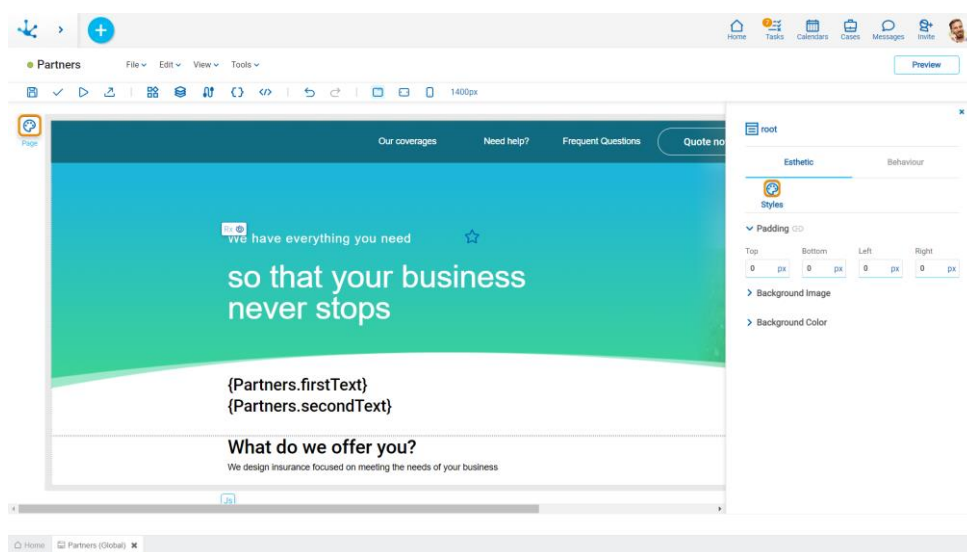 7
Home Tasks Calendars Cases Messages Invite
Partners File Edit View Tools Preview
1400px
Page
root
Our coverages Need help? Frequent Questions Quote no
Esthetic Behaviour
Styles
Rx
We have everything you need
so that your business
never stops
Padding
Top Bottom Left Right
0 px 0 px 0 px 0 px
Background Image
Background Color
{Partners.firstText}
{Partners.secondText}
What do we offer you?
We design insurance focused on meeting the needs of your business
Js
Home Partners (Global)